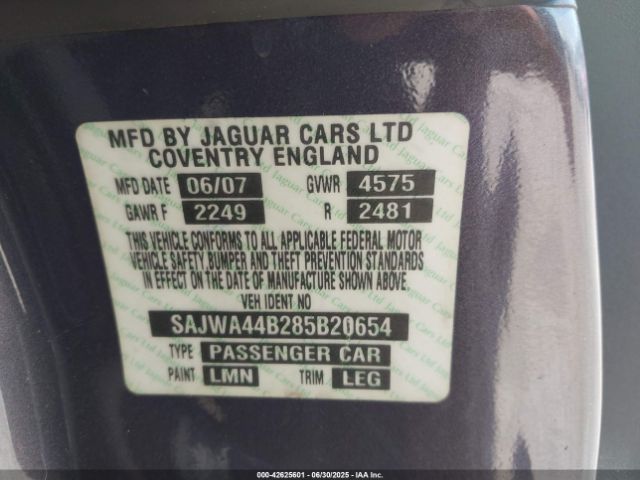 MFD BY JAGUAR CARS LTD
COVENTRY ENGLAND
MFD DATE 06/07 GVWR 4575
GAWR F 2249 R 2481
THIS VEHICLE CONFORMS TO ALL APPLICABLE FEDERAL MOTOR
VEHICLE SAFETY, BUMPER AND THEFT PREVENTION STANDARDS
IN EFFECT ON THE DATE OF MANUFACTURE SHOWN ABOVE.
VEH IDENT NO
SAJWA44B285B20654
TYPE PASSENGER CAR
PAINT LMN TRIM LEG
000-42625601 - 06/30/2025 - IAA Inc.